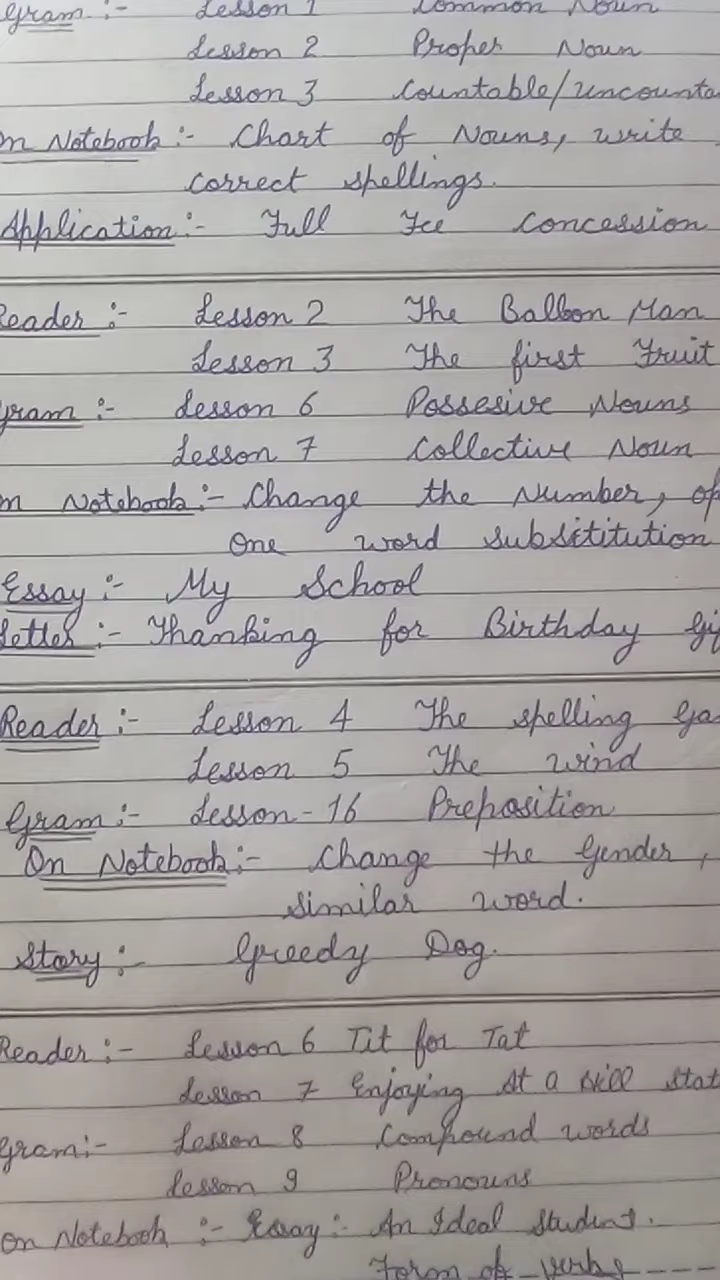 Gram :- Lesson 1 Common Noun
Lesson 2 Proper Noun
Lesson 3 Countable/uncounta
n Notebook :- Chart of Nouns, write
correct spellings.
Application :- Full Fee concession
Reader :- Lesson 2 The Balloon Man
Lesson 3 The first Fruit
Gram :- Lesson 6 Possesive Nouns
Lesson 7 Collective Noun
n Notebook :- Change the Number, op
One word substitution
Essay :- My School
Letter :- Thanking for Birthday Gif
Reader :- Lesson 4 The spelling Ga
Lesson 5 The wind
Gram :- Lesson - 16 Preposition
On Notebook :- Change the Gender,
similar word.
Story :- Greedy Dog.
Reader :- Lesson 6 Tit for Tat
Lesson 7 Enjoying At a Hill stat
Gram :- Lesson 8 Compound words
Lesson 9 Pronouns
On Notebook :- Essay :- An Ideal Student.
Form of verbs ----